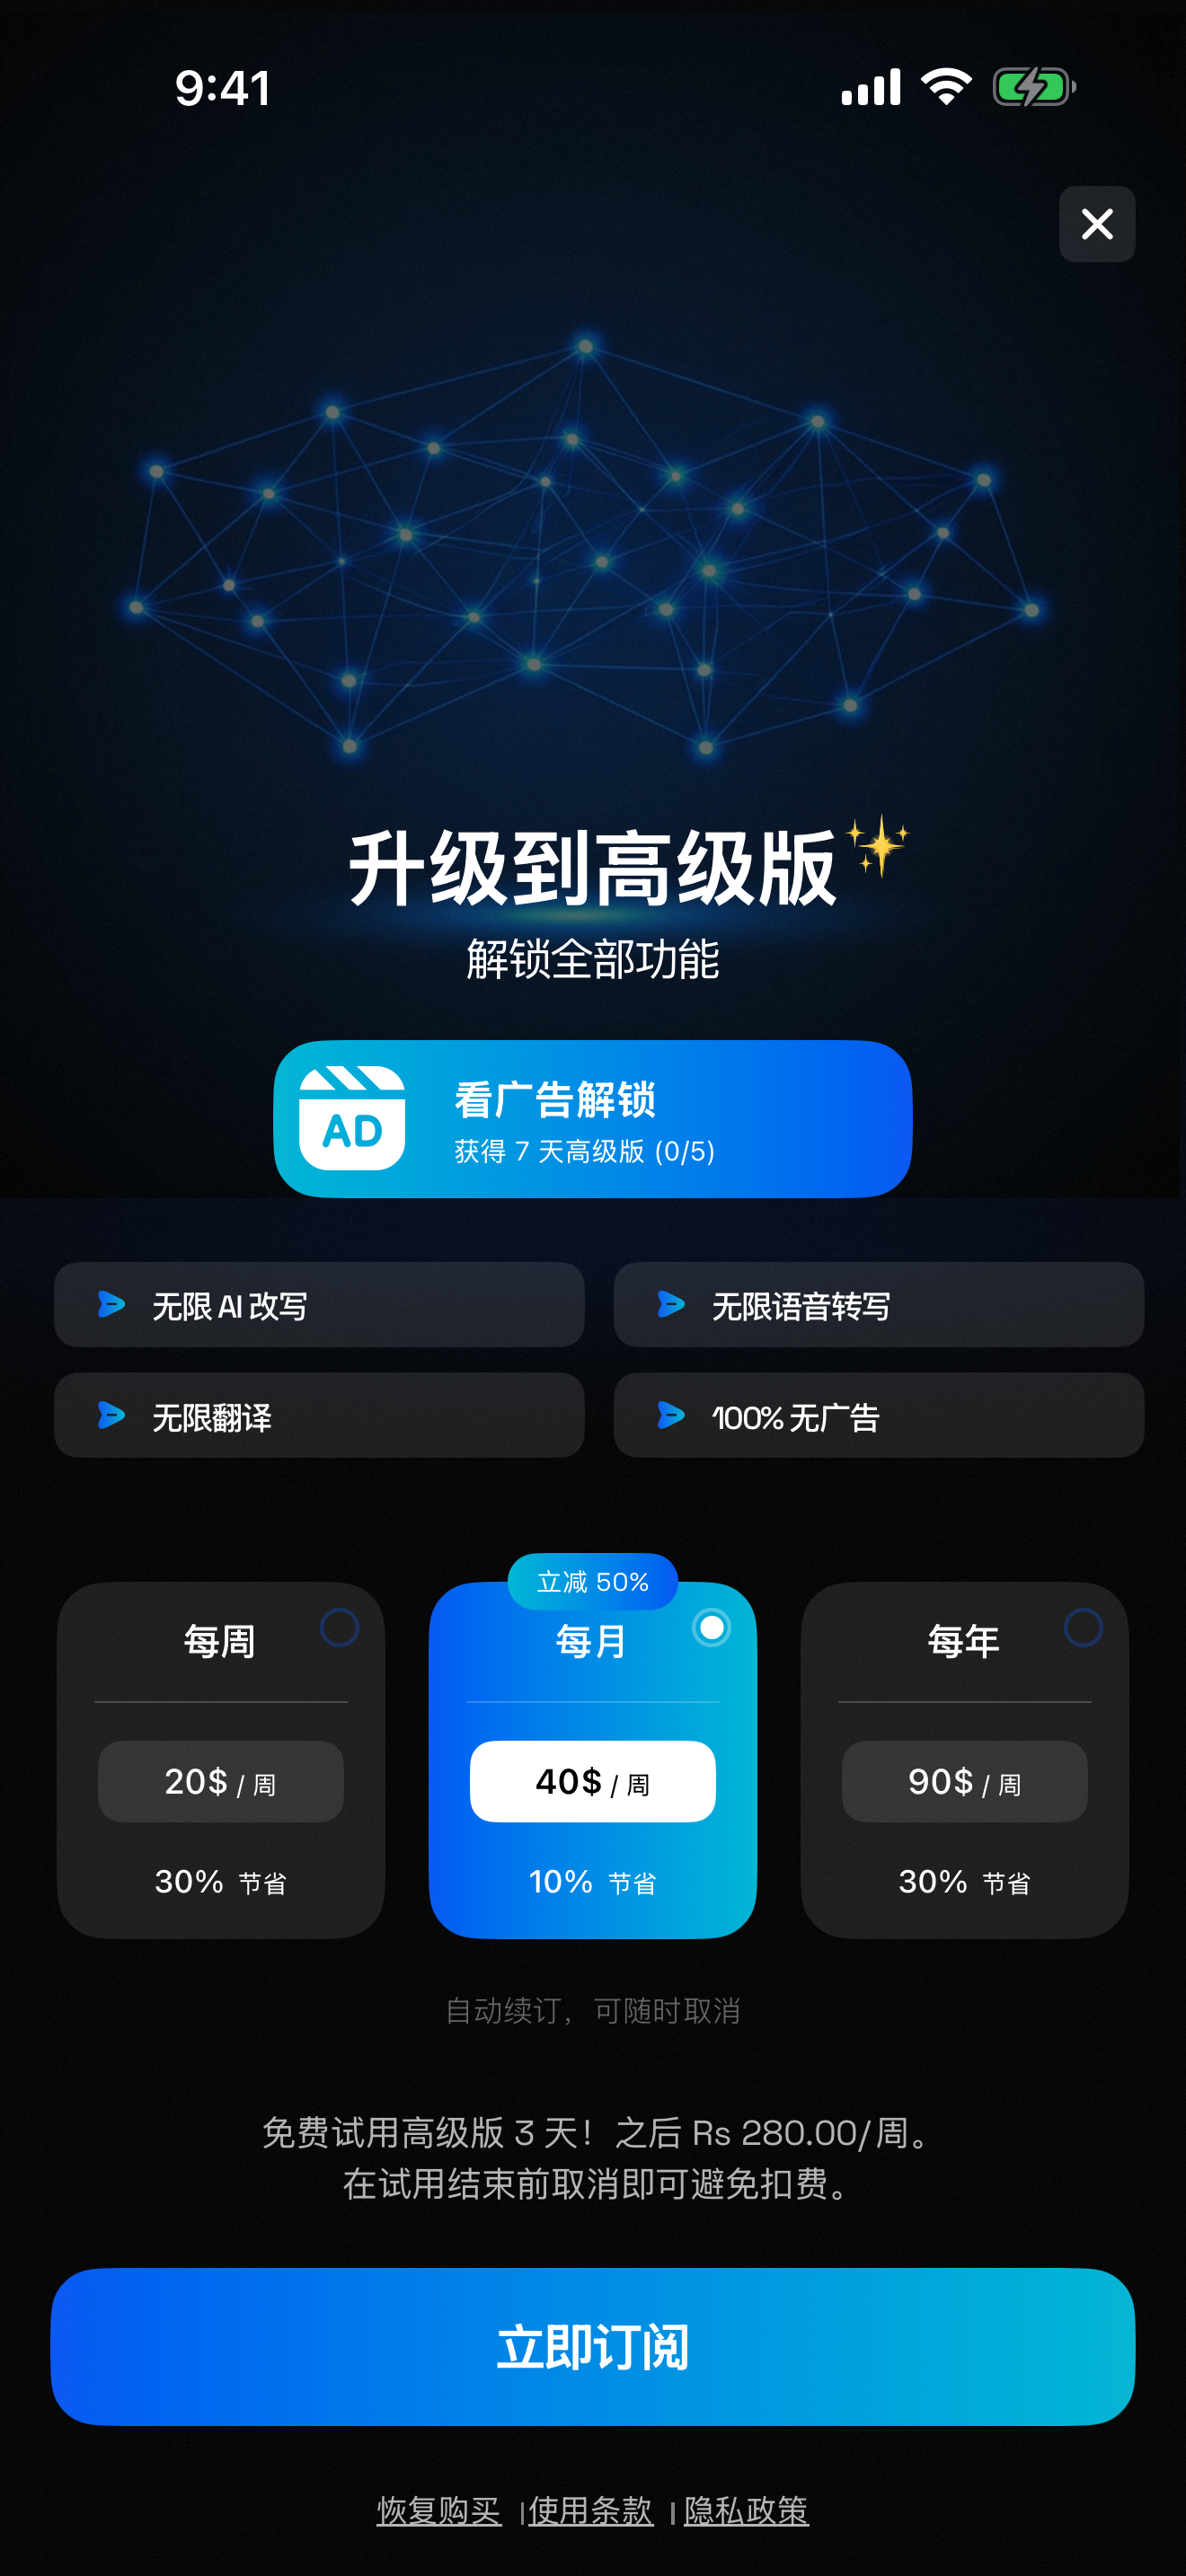 9:41
升级到高级版
解锁全部功能
AD
看广告解锁
获得 7 天高级版 (0/5)
无限 AI 改写
无限语音转写
无限翻译
100% 无广告
立减 50%
每周
每月
每年
20$ / 周
40$ / 周
90$ / 周
30% 节省
10% 节省
30% 节省
自动续订，可随时取消
免费试用高级版 3 天！之后 Rs 280.00/周。
在试用结束前取消即可避免扣费。
立即订阅
恢复购买 |使用条款 | 隐私政策